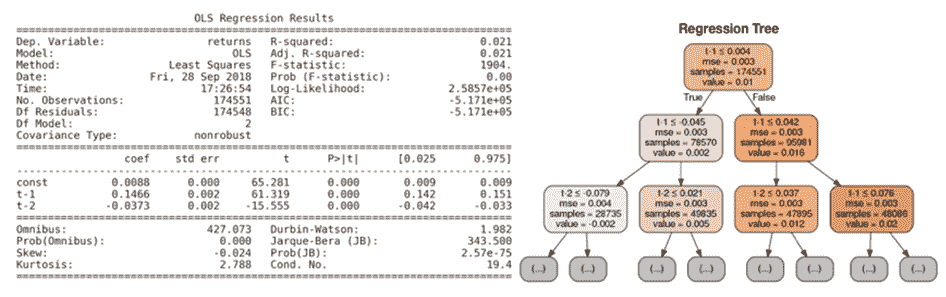 OLS Regression Results
Dep. Variable: returns R-squared: 0.021
Model: OLS Adj. R-squared: 0.021
Method: Least Squares F-statistic: 1904.
Date: Fri, 28 Sep 2018 Prob (F-statistic): 0.00
Time: 17:26:54 Log-Likelihood: 2.5857e+05
No. Observations: 174551 AIC: -5.171e+05
Df Residuals: 174548 BIC: -5.171e+05
Df Model: 2
Covariance Type: nonrobust
coef std err t P>|t| [0.025 0.975]
const 0.0088 0.000 65.281 0.000 0.009 0.009
t-1 0.1466 0.002 61.319 0.000 0.142 0.151
t-2 -0.0373 0.002 -15.555 0.000 -0.042 -0.033
Omnibus: 427.073 Durbin-Watson: 1.982
Prob(Omnibus): 0.000 Jarque-Bera (JB): 343.500
Skew: -0.024 Prob(JB): 2.57e-75
Kurtosis: 2.788 Cond. No. 19.4
Regression Tree
t-1 ≤ 0.004
mse = 0.003
samples = 174551
value = 0.01
True False
t-1 ≤ -0.045
mse = 0.003
samples = 78570
value = 0.002
t-1 ≤ 0.042
mse = 0.003
samples = 95981
value = 0.016
t-2 ≤ -0.079
mse = 0.004
samples = 28735
value = -0.002
t-2 ≤ 0.021
mse = 0.003
samples = 49835
value = 0.005
t-2 ≤ 0.037
mse = 0.003
samples = 47895
value = 0.012
t-1 ≤ 0.076
mse = 0.003
samples = 48086
value = 0.02
(...) (...) (...) (...) (...) (...) (...) (...)